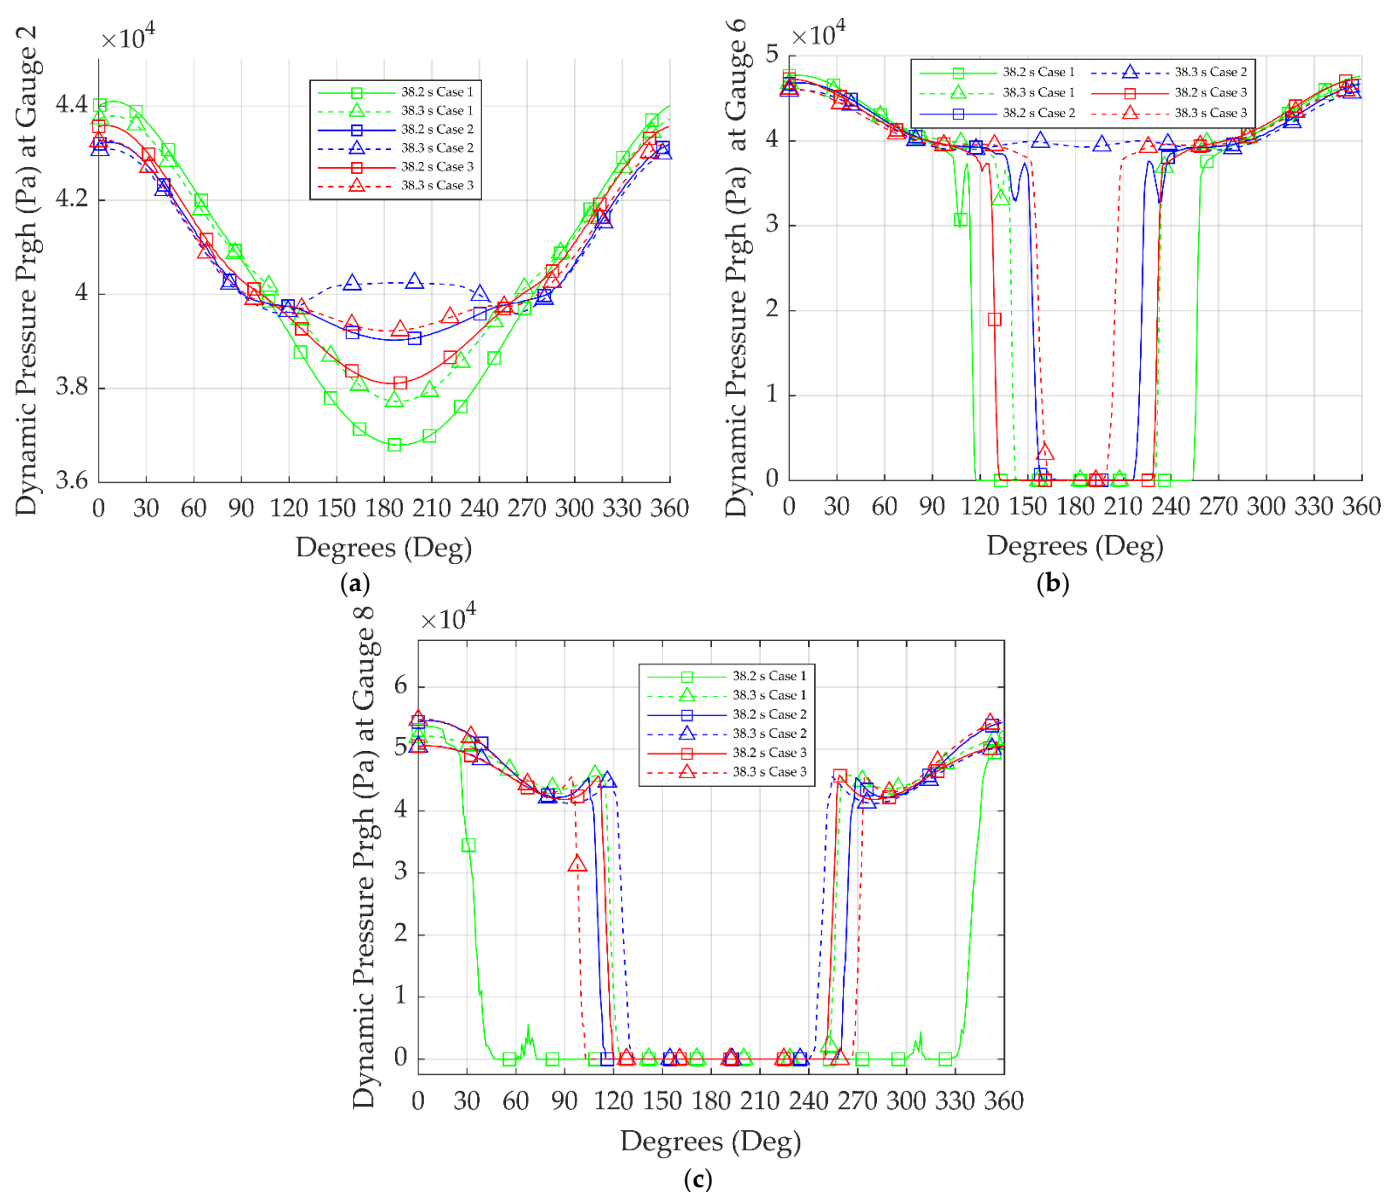 ×10⁴
Dynamic Pressure Prgh (Pa) at Gauge 2
4.4
4.2
4
3.8
3.6
38.2 s Case 1
38.3 s Case 1
38.2 s Case 2
38.3 s Case 2
38.2 s Case 3
38.3 s Case 3
0 30 60 90 120 150 180 210 240 270 300 330 360
Degrees (Deg)
(a)
×10⁴
Dynamic Pressure Prgh (Pa) at Gauge 6
5
4
3
2
1
0
38.2 s Case 1
38.3 s Case 1
38.2 s Case 2
38.3 s Case 2
38.2 s Case 3
38.3 s Case 3
0 30 60 90 120 150 180 210 240 270 300 330 360
Degrees (Deg)
(b)
×10⁴
Dynamic Pressure Prgh (Pa) at Gauge 8
6
5
4
3
2
1
0
38.2 s Case 1
38.3 s Case 1
38.2 s Case 2
38.3 s Case 2
38.2 s Case 3
38.3 s Case 3
0 30 60 90 120 150 180 210 240 270 300 330 360
Degrees (Deg)
(c)